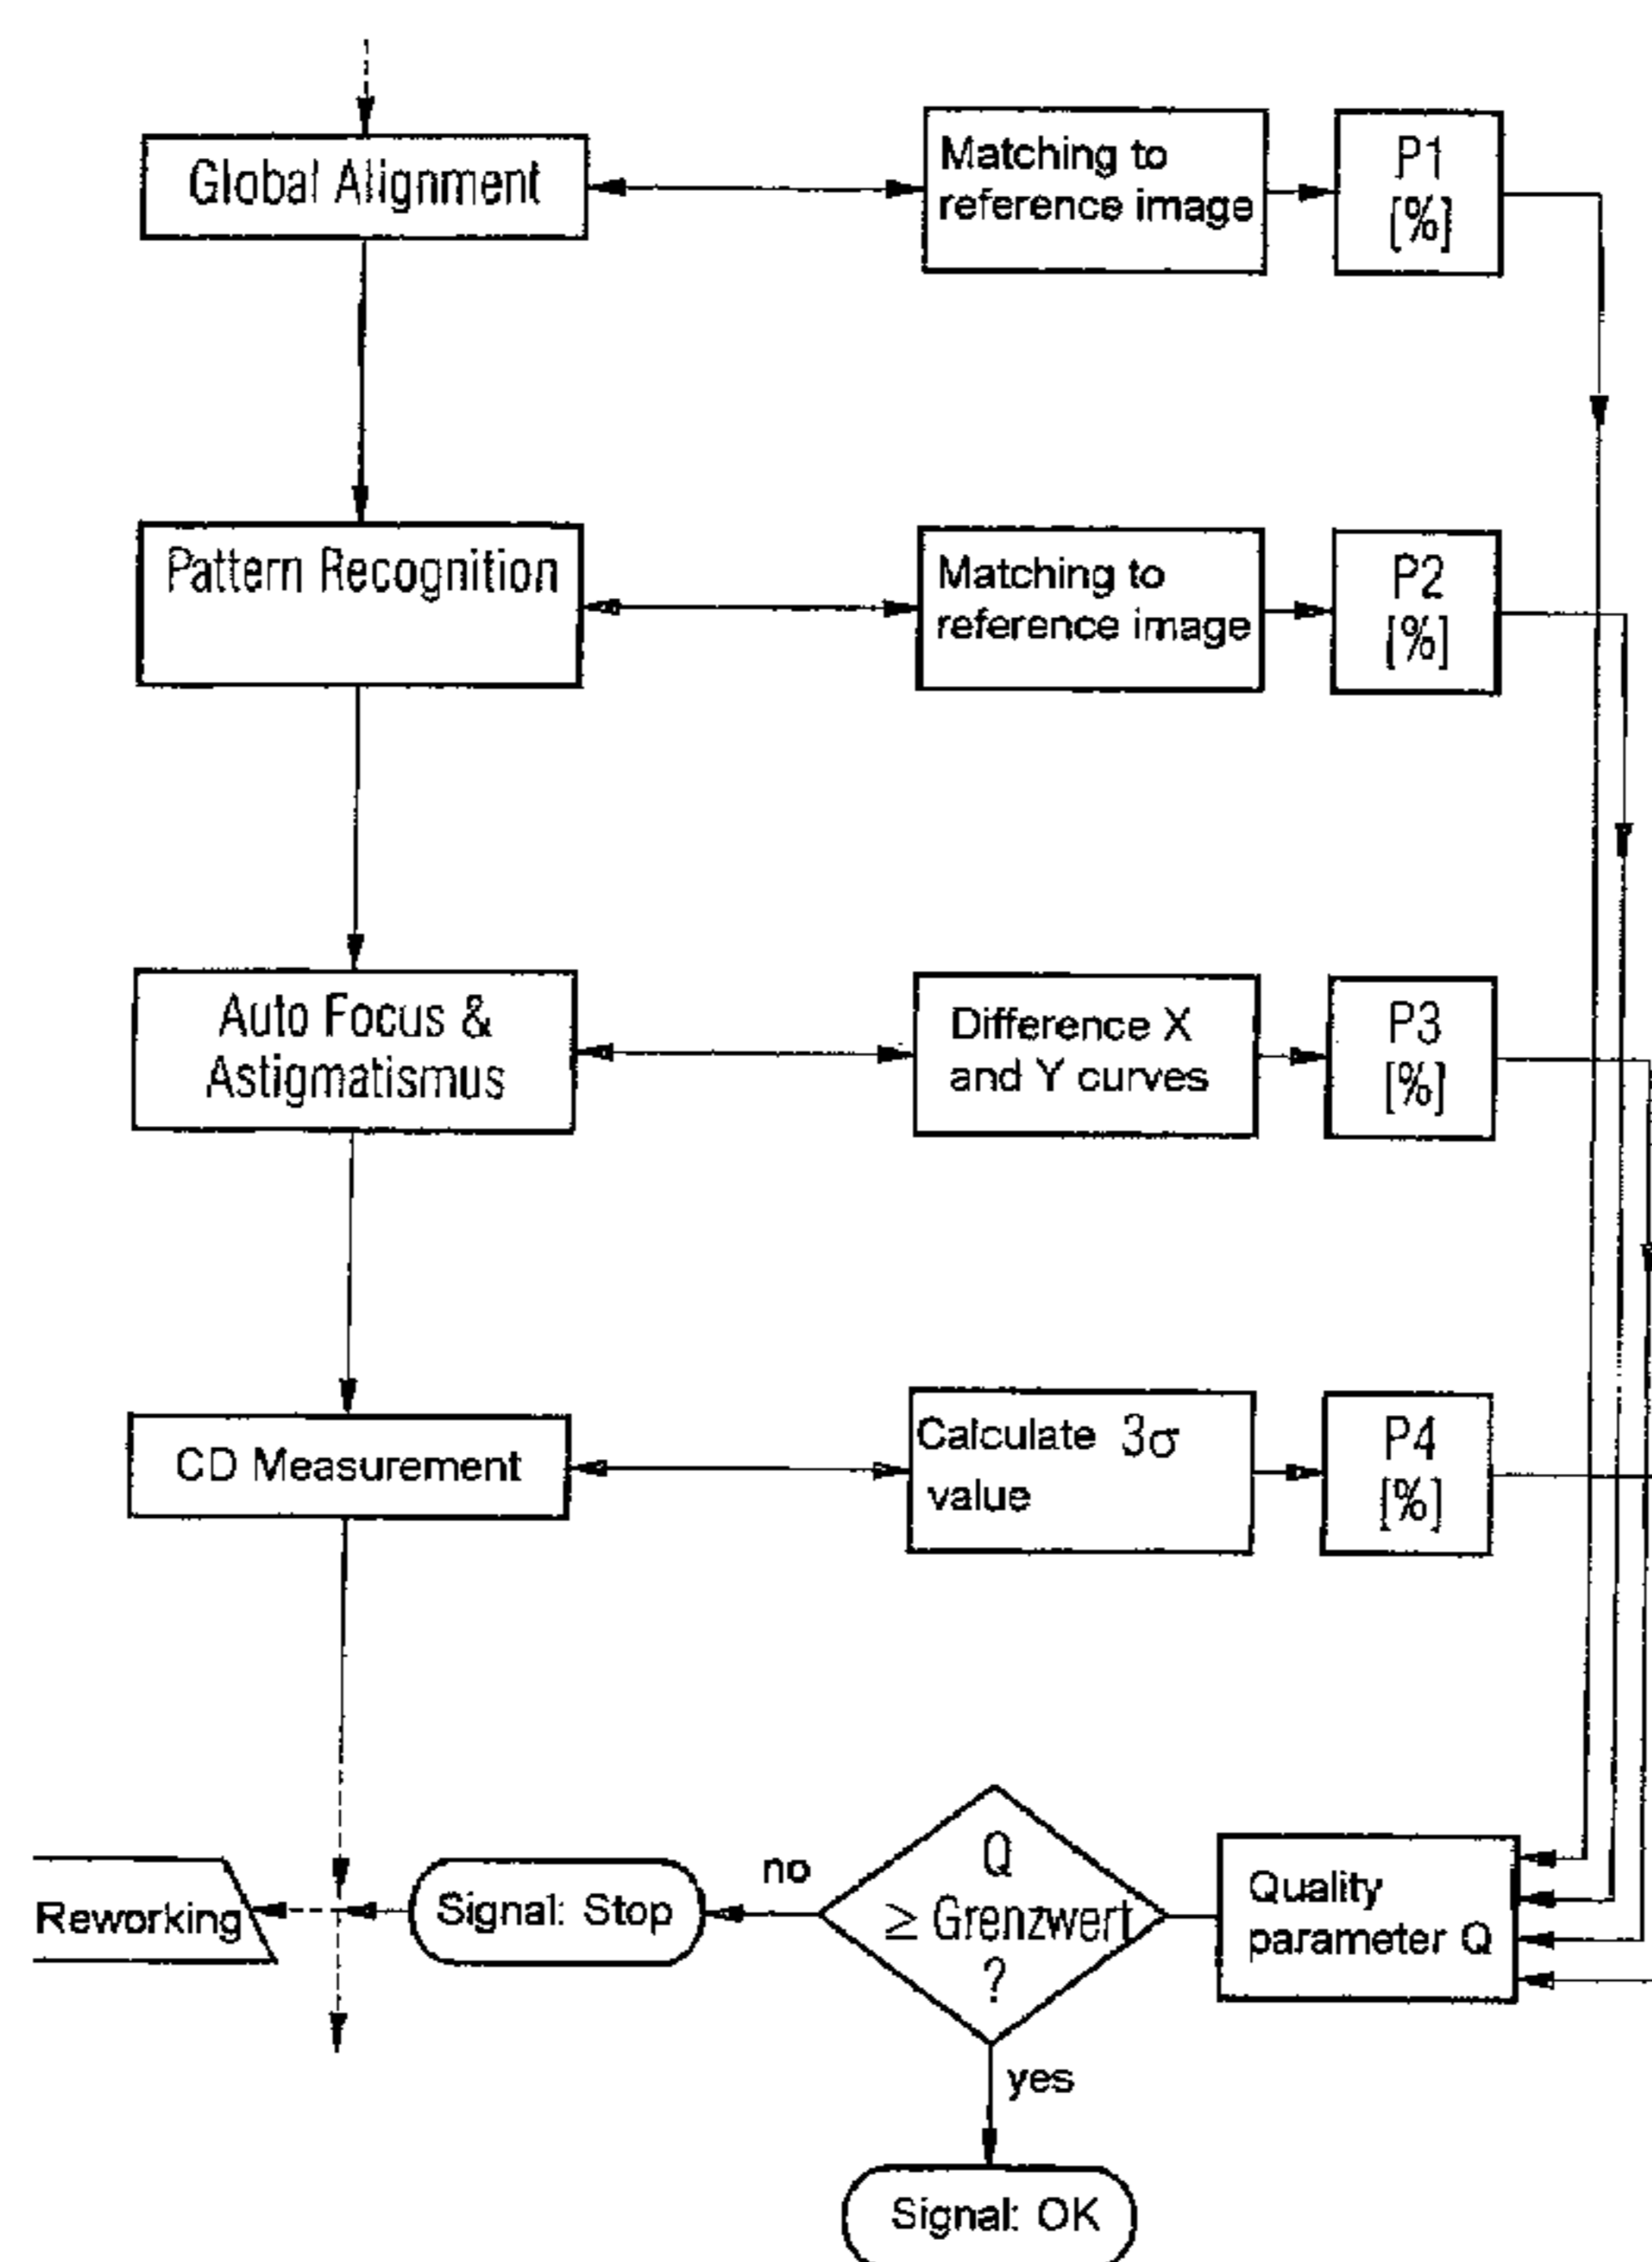 Global Alignment
Matching to
reference image
P1
[%]
Pattern Recognition
Matching to
reference image
P2
[%]
Auto Focus &
Astigmatismus
Difference X
and Y curves
P3
[%]
CD Measurement
Calculate 3σ
value
P4
[%]
Reworking
Signal: Stop
no
Q
≥ Grenzwert
?
Quality
parameter Q
yes
Signal: OK